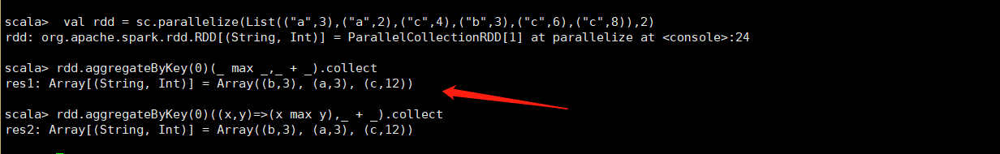 scala>  val rdd = sc.parallelize(List(("a",3),("a",2),("c",4),("b",3),("c",6),("c",8)),2)
rdd: org.apache.spark.rdd.RDD[(String, Int)] = ParallelCollectionRDD[1] at parallelize at <console>:24
scala> rdd.aggregateByKey(0)(_ max _,_ + _).collect
res1: Array[(String, Int)] = Array((b,3), (a,3), (c,12))
scala> rdd.aggregateByKey(0)((x,y)=>(x max y),_ + _).collect
res2: Array[(String, Int)] = Array((b,3), (a,3), (c,12))